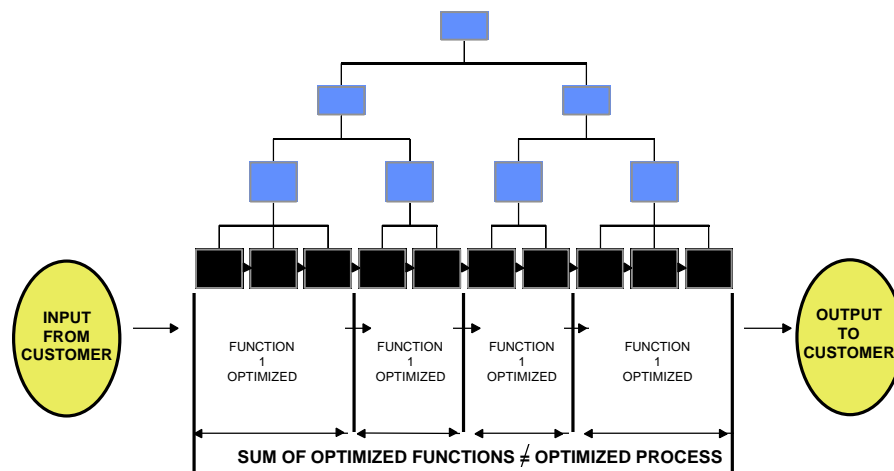 INPUT
FROM
CUSTOMER
FUNCTION
1
OPTIMIZED
FUNCTION
1
OPTIMIZED
FUNCTION
1
OPTIMIZED
FUNCTION
1
OPTIMIZED
OUTPUT
TO
CUSTOMER
SUM OF OPTIMIZED FUNCTIONS ≠ OPTIMIZED PROCESS